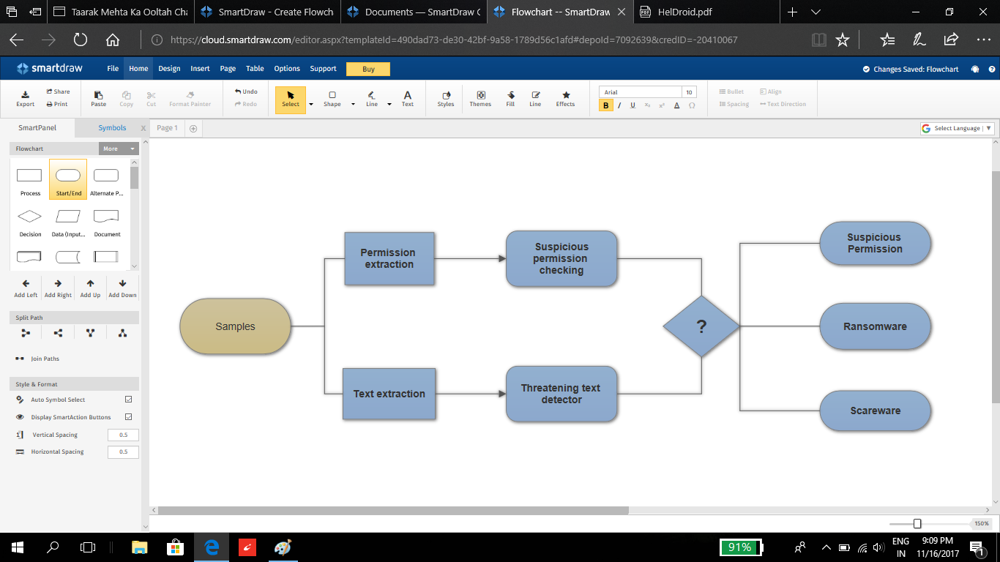 Taarak Mehta Ka Ooltah Cha
SmartDraw - Create Flowch
Documents — SmartDraw C
Flowchart -- SmartDraw
HelDroid.pdf
https://cloud.smartdraw.com/editor.aspx?templateId=490dad73-de30-42bf-9a58-1789d56c1afd#depoId=7092639&credID=-20410067
smartdraw
File Home Design Insert Page Table Options Support Buy
Changes Saved: Flowchart
Export
Share
Print
Paste Copy Cut Format Painter
Undo
Redo
Select Shape Line Text Styles Themes Fill Line Effects
Arial 10
B I U x₂ x² A Ω
Bullet Align
Spacing Text Direction
SmartPanel Symbols x
Page 1
Select Language ▼
Flowchart More
Process Start/End Alternate P...
Decision Data (Input... Document
Add Left Add Right Add Up Add Down
Split Path
Join Paths
Style & Format
Auto Symbol Select
Display SmartAction Buttons
Vertical Spacing 0.5
Horizontal Spacing 0.5
Samples
Permission
extraction
Suspicious
permission
checking
Text extraction
Threatening text
detector
?
Suspicious
Permission
Ransomware
Scareware
150%
91%
ENG
IN
9:09 PM
11/16/2017
1